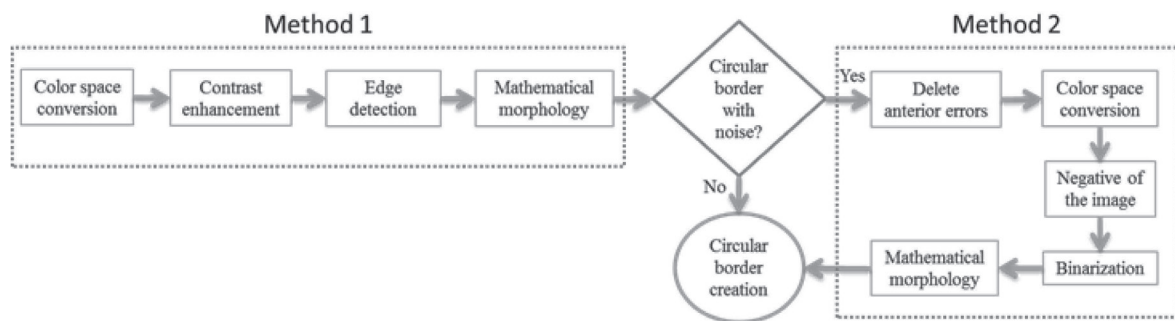 Method 1
Color space
conversion
Contrast
enhancement
Edge
detection
Mathematical
morphology
Circular
border
with
noise?
Yes
No
Method 2
Delete
anterior errors
Color space
conversion
Negative of
the image
Binarization
Mathematical
morphology
Circular
border
creation